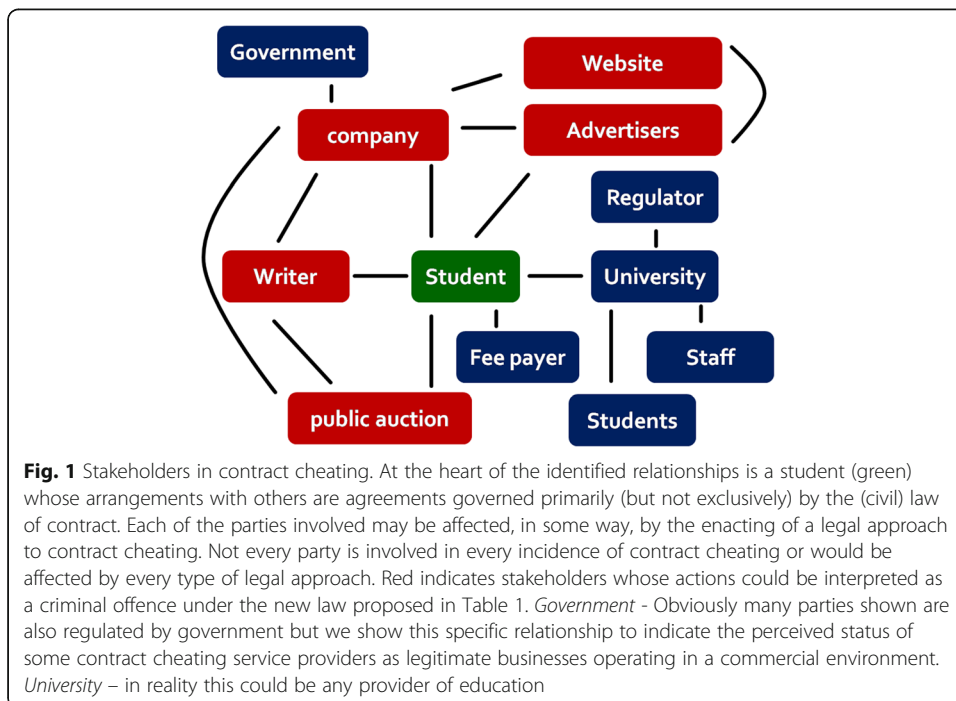 Government
Website
company
Advertisers
Regulator
Writer
Student
University
Fee payer
Staff
public auction
Students
Fig. 1 Stakeholders in contract cheating. At the heart of the identified relationships is a student (green)
whose arrangements with others are agreements governed primarily (but not exclusively) by the (civil) law
of contract. Each of the parties involved may be affected, in some way, by the enacting of a legal approach
to contract cheating. Not every party is involved in every incidence of contract cheating or would be
affected by every type of legal approach. Red indicates stakeholders whose actions could be interpreted as
a criminal offence under the new law proposed in Table 1. Government - Obviously many parties shown are
also regulated by government but we show this specific relationship to indicate the perceived status of
some contract cheating service providers as legitimate businesses operating in a commercial environment.
University – in reality this could be any provider of education